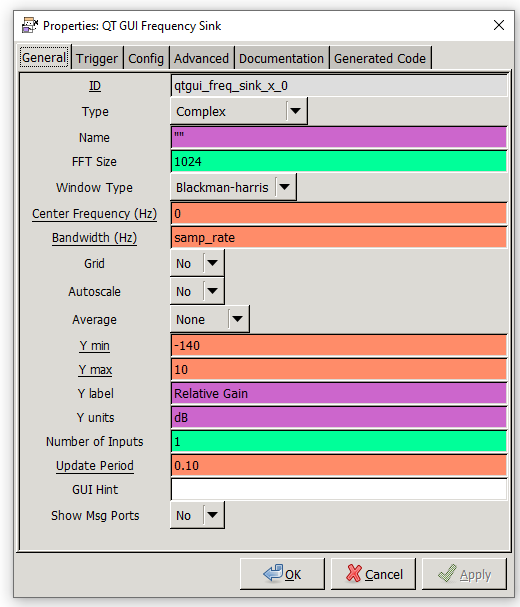 Properties: QT GUI Frequency Sink
General Trigger Config Advanced Documentation Generated Code
ID qtgui_freq_sink_x_0
Type Complex
Name ""
FFT Size 1024
Window Type Blackman-harris
Center Frequency (Hz) 0
Bandwidth (Hz) samp_rate
Grid No
Autoscale No
Average None
Y min -140
Y max 10
Y label Relative Gain
Y units dB
Number of Inputs 1
Update Period 0.10
GUI Hint
Show Msg Ports No
OK Cancel Apply